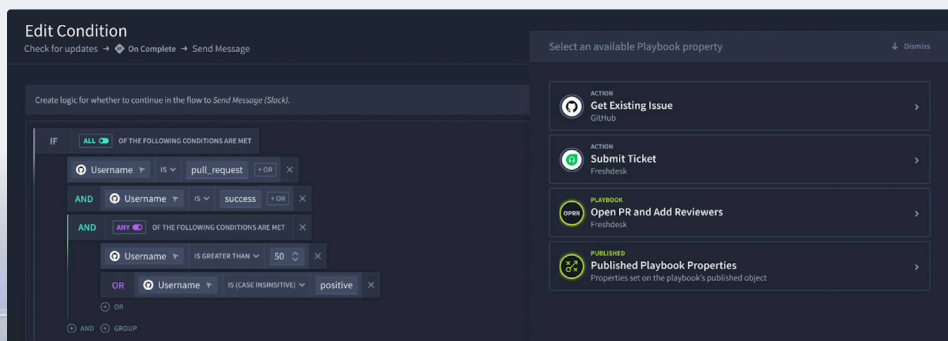 Edit Condition
Check for updates → On Complete → Send Message
Create logic for whether to continue in the flow to Send Message (Slack).
IF ALL OF THE FOLLOWING CONDITIONS ARE MET
Username IS pull_request + OR ×
AND Username IS success + OR ×
AND ANY OF THE FOLLOWING CONDITIONS ARE MET ×
Username IS GREATER THAN 50 ×
OR Username IS (CASE INSINSITIVE) positive ×
+ OR
+ AND + GROUP
Select an available Playbook property ↓ Dismiss
ACTION
Get Existing Issue
GitHub
ACTION
Submit Ticket
Freshdesk
PLAYBOOK
OPRR Open PR and Add Reviewers
Freshdesk
PUBLISHED
Published Playbook Properties
Properties set on the playbook's published object